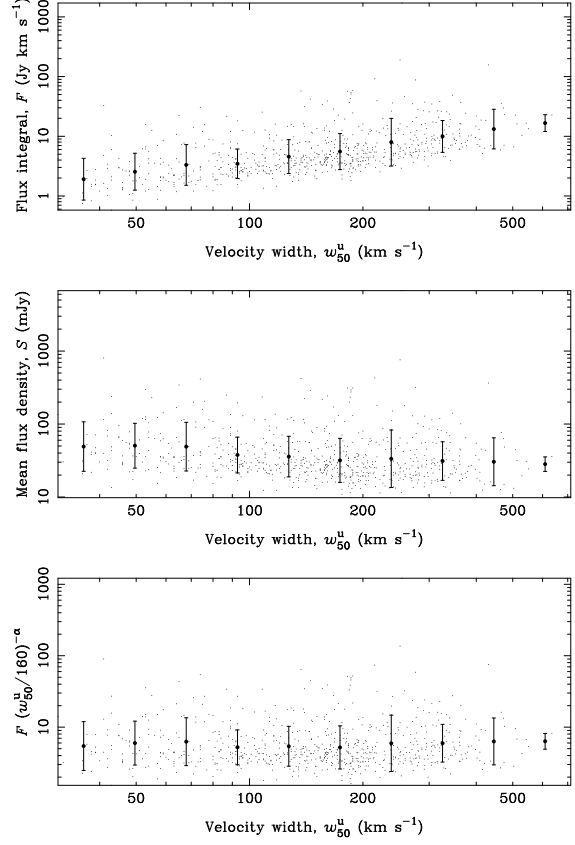 1000
100
10
1
Flux integral, F (Jy km s⁻¹)
50 100 200 500
Velocity width, w₅₀ᵘ (km s⁻¹)
1000
100
10
Mean flux density, S (mJy)
50 100 200 500
Velocity width, w₅₀ᵘ (km s⁻¹)
1000
100
10
F (w₅₀ᵘ/160)⁻ᵅ
50 100 200 500
Velocity width, w₅₀ᵘ (km s⁻¹)